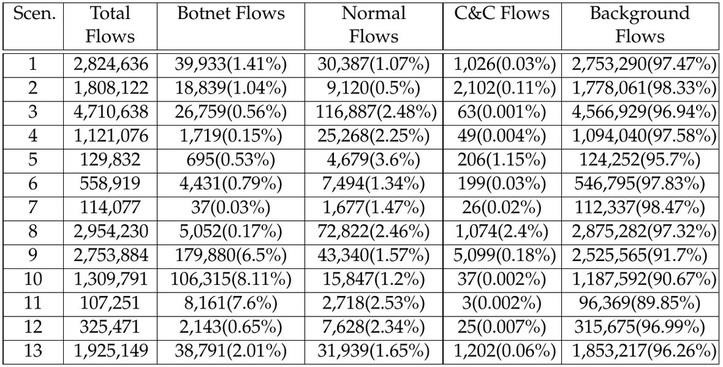 Scen. Total Flows Botnet Flows Normal Flows C&C Flows Background Flows
1 2,824,636 39,933(1.41%) 30,387(1.07%) 1,026(0.03%) 2,753,290(97.47%)
2 1,808,122 18,839(1.04%) 9,120(0.5%) 2,102(0.11%) 1,778,061(98.33%)
3 4,710,638 26,759(0.56%) 116,887(2.48%) 63(0.001%) 4,566,929(96.94%)
4 1,121,076 1,719(0.15%) 25,268(2.25%) 49(0.004%) 1,094,040(97.58%)
5 129,832 695(0.53%) 4,679(3.6%) 206(1.15%) 124,252(95.7%)
6 558,919 4,431(0.79%) 7,494(1.34%) 199(0.03%) 546,795(97.83%)
7 114,077 37(0.03%) 1,677(1.47%) 26(0.02%) 112,337(98.47%)
8 2,954,230 5,052(0.17%) 72,822(2.46%) 1,074(2.4%) 2,875,282(97.32%)
9 2,753,884 179,880(6.5%) 43,340(1.57%) 5,099(0.18%) 2,525,565(91.7%)
10 1,309,791 106,315(8.11%) 15,847(1.2%) 37(0.002%) 1,187,592(90.67%)
11 107,251 8,161(7.6%) 2,718(2.53%) 3(0.002%) 96,369(89.85%)
12 325,471 2,143(0.65%) 7,628(2.34%) 25(0.007%) 315,675(96.99%)
13 1,925,149 38,791(2.01%) 31,939(1.65%) 1,202(0.06%) 1,853,217(96.26%)